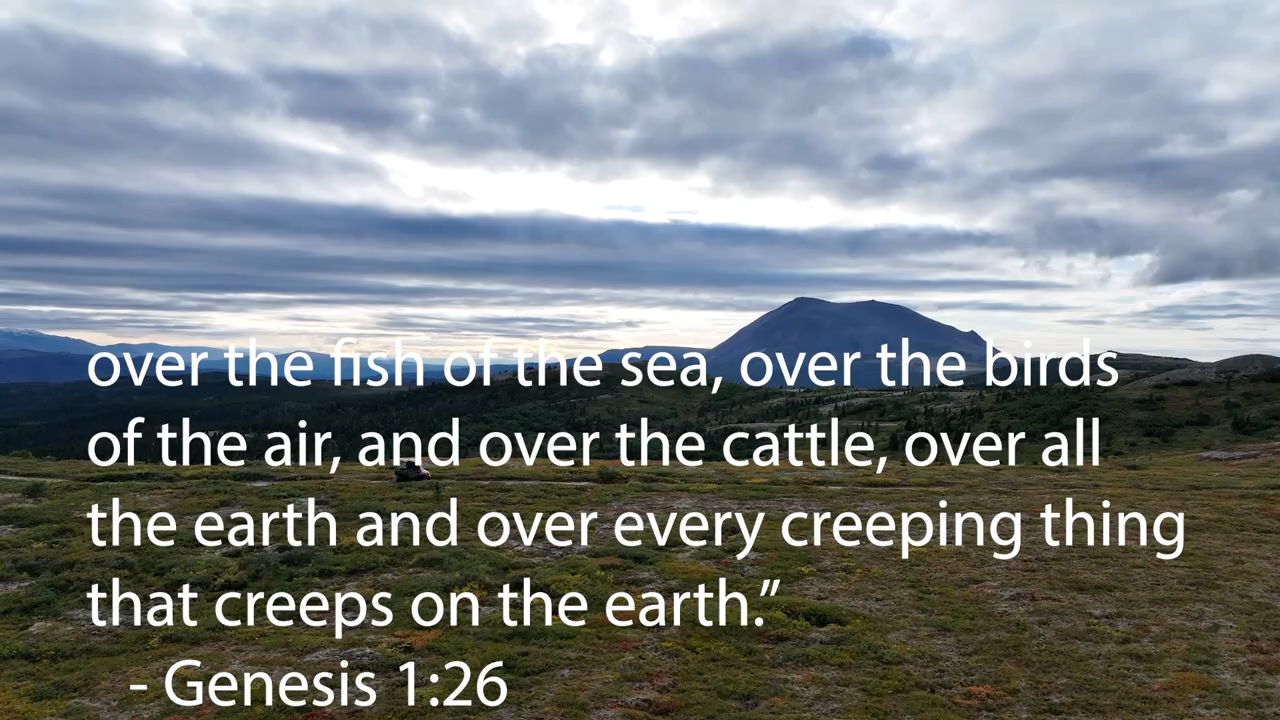 over the fish of the sea, over the birds
of the air, and over the cattle, over all
the earth and over every creeping thing
that creeps on the earth.”
- Genesis 1:26